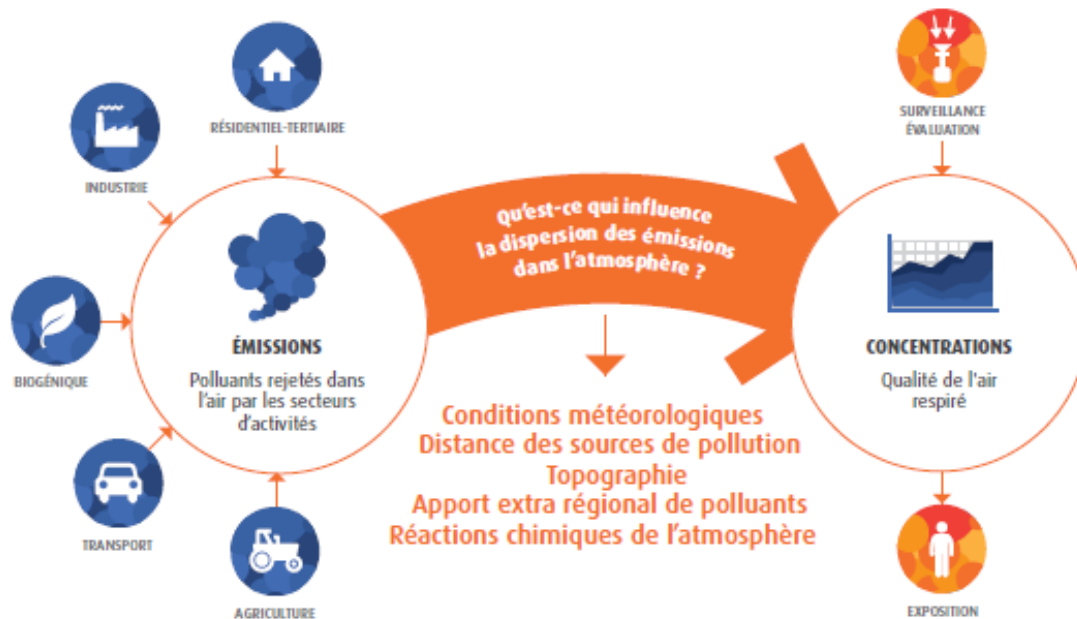 RÉSIDENTIEL-TERTIAIRE
INDUSTRIE
BIOGÉNIQUE
TRANSPORT
AGRICULTURE
ÉMISSIONS
Polluants rejetés dans
l'air par les secteurs
d'activités
Qu'est-ce qui influence
la dispersion des émissions
dans l'atmosphère ?
Conditions météorologiques
Distance des sources de pollution
Topographie
Apport extra régional de polluants
Réactions chimiques de l'atmosphère
SURVEILLANCE
ÉVALUATION
CONCENTRATIONS
Qualité de l'air
respiré
EXPOSITION